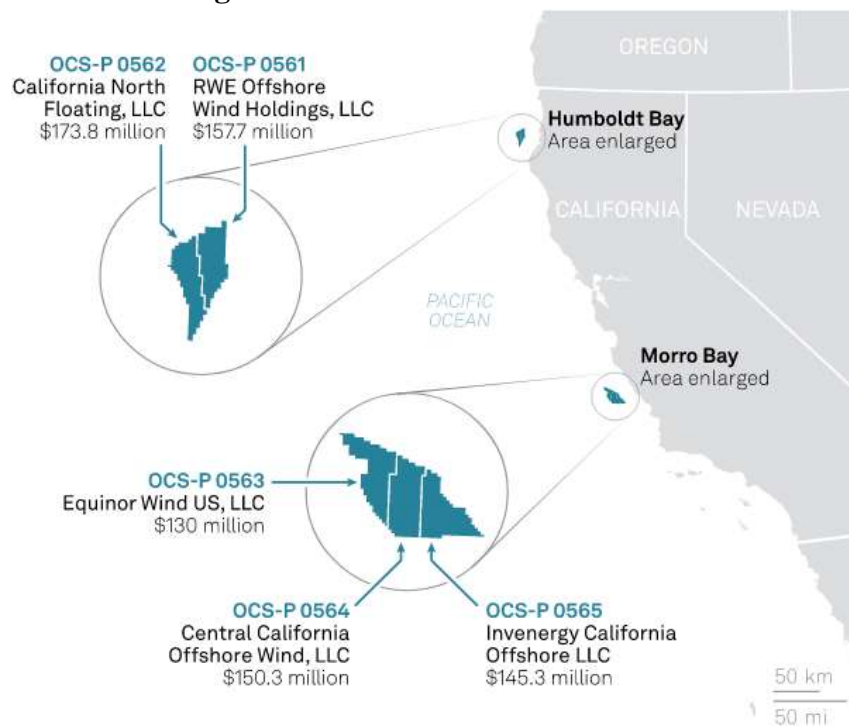 OCS-P 0562
California North
Floating, LLC
$173.8 million
OCS-P 0561
RWE Offshore
Wind Holdings, LLC
$157.7 million
OREGON
Humboldt Bay
Area enlarged
CALIFORNIA
NEVADA
PACIFIC
OCEAN
Morro Bay
Area enlarged
OCS-P 0563
Equinor Wind US, LLC
$130 million
OCS-P 0564
Central California
Offshore Wind, LLC
$150.3 million
OCS-P 0565
Invenergy California
Offshore LLC
$145.3 million
50 km
50 mi